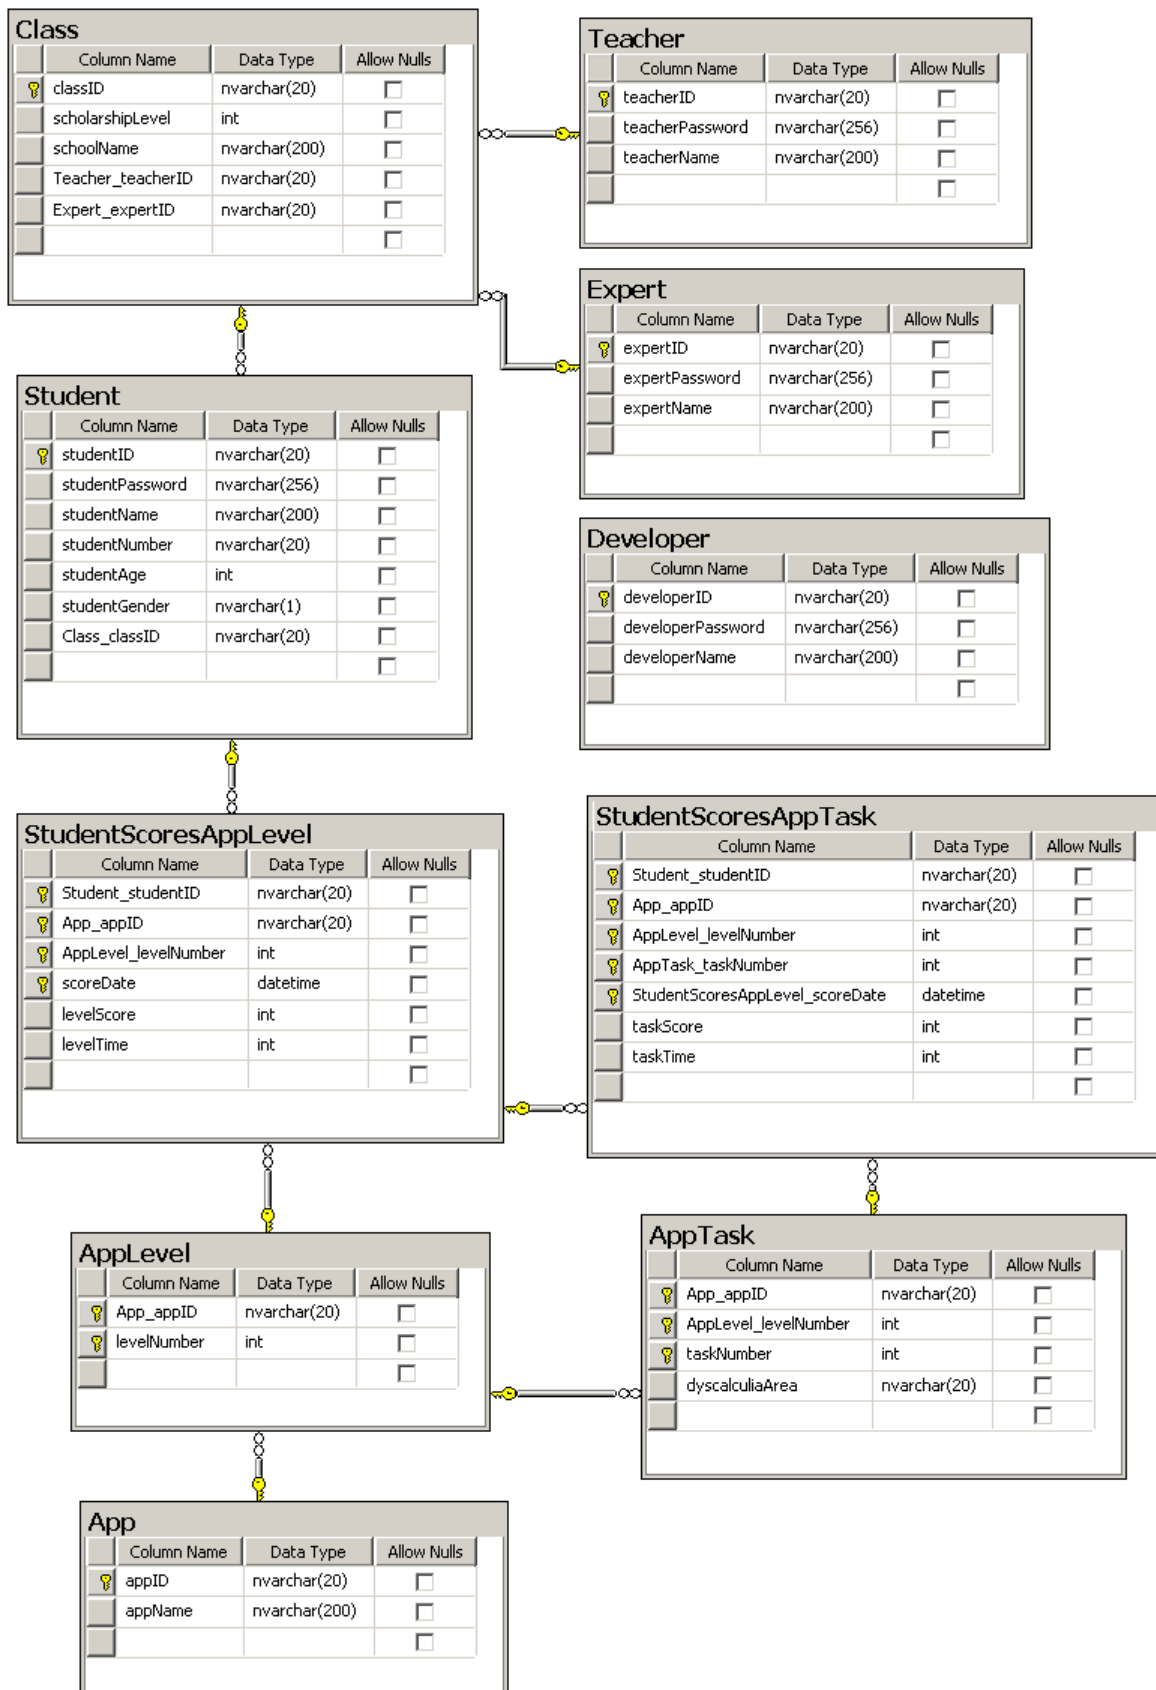 Class
Column Name Data Type Allow Nulls
classID nvarchar(20)
scholarshipLevel int
schoolName nvarchar(200)
Teacher_teacherID nvarchar(20)
Expert_expertID nvarchar(20)
Teacher
Column Name Data Type Allow Nulls
teacherID nvarchar(20)
teacherPassword nvarchar(256)
teacherName nvarchar(200)
Expert
Column Name Data Type Allow Nulls
expertID nvarchar(20)
expertPassword nvarchar(256)
expertName nvarchar(200)
Student
Column Name Data Type Allow Nulls
studentID nvarchar(20)
studentPassword nvarchar(256)
studentName nvarchar(200)
studentNumber nvarchar(20)
studentAge int
studentGender nvarchar(1)
Class_classID nvarchar(20)
Developer
Column Name Data Type Allow Nulls
developerID nvarchar(20)
developerPassword nvarchar(256)
developerName nvarchar(200)
StudentScoresAppLevel
Column Name Data Type Allow Nulls
Student_studentID nvarchar(20)
App_appID nvarchar(20)
AppLevel_levelNumber int
scoreDate datetime
levelScore int
levelTime int
StudentScoresAppTask
Column Name Data Type Allow Nulls
Student_studentID nvarchar(20)
App_appID nvarchar(20)
AppLevel_levelNumber int
AppTask_taskNumber int
StudentScoresAppLevel_scoreDate datetime
taskScore int
taskTime int
AppLevel
Column Name Data Type Allow Nulls
App_appID nvarchar(20)
levelNumber int
AppTask
Column Name Data Type Allow Nulls
App_appID nvarchar(20)
AppLevel_levelNumber int
taskNumber int
dyscalculiaArea nvarchar(20)
App
Column Name Data Type Allow Nulls
appID nvarchar(20)
appName nvarchar(200)